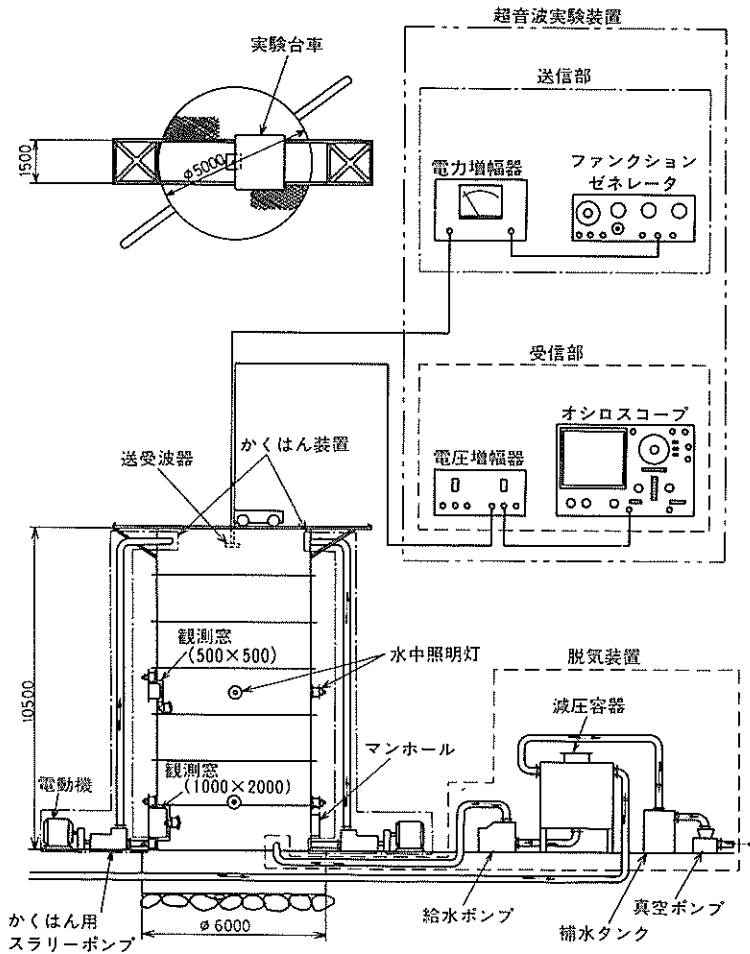 超音波実験装置
実験台車
送信部
1500
φ5000
電力増幅器
ファンクション
ゼネレータ
受信部
オシロスコープ
電圧増幅器
かくはん装置
送受波器
10500
観測窓
(500×500)
水中照明灯
脱気装置
減圧容器
マンホール
観測窓
(1000×2000)
電動機
かくはん用
スラリーポンプ
φ6000
給水ポンプ
補水タンク
真空ポンプ